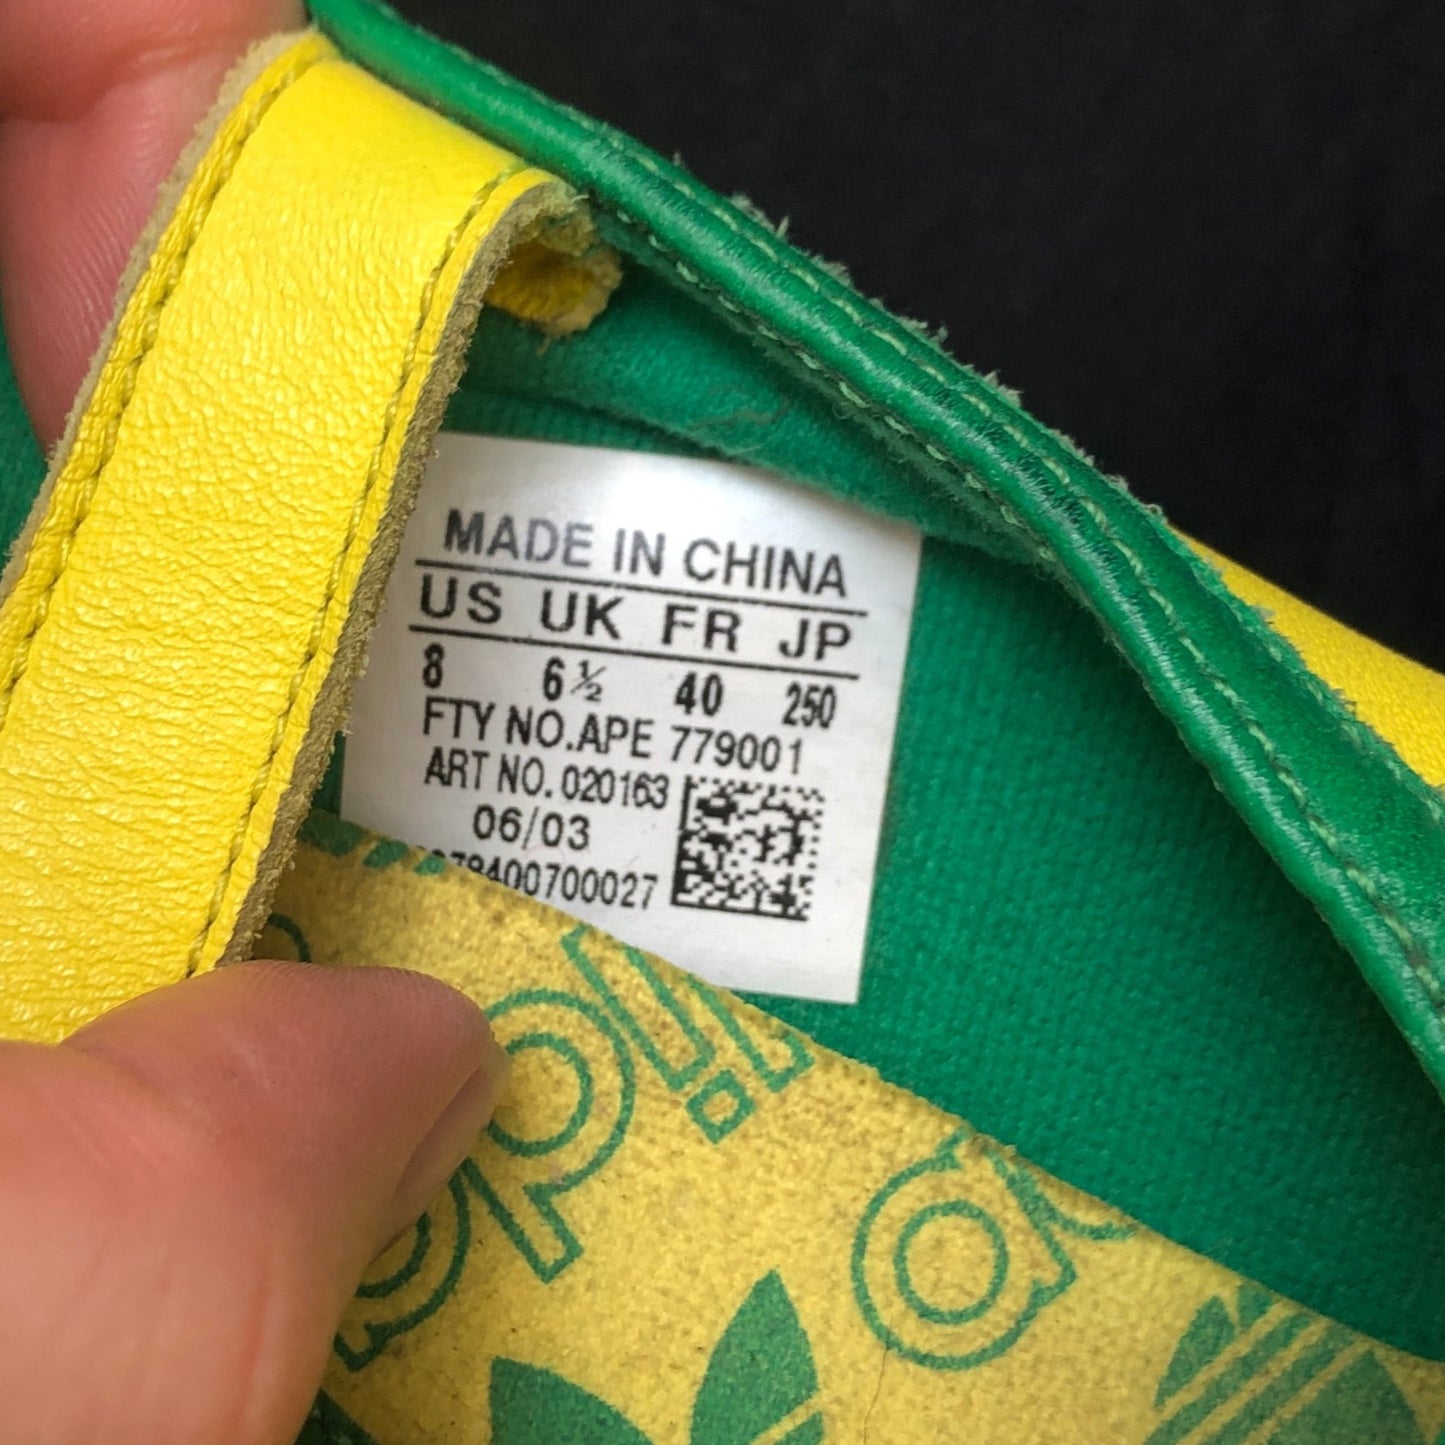 MADE IN CHINA
US UK FR JP
8 6½ 40 250
FTY NO.APE 779001
ART NO. 020163
06/03
78400700027